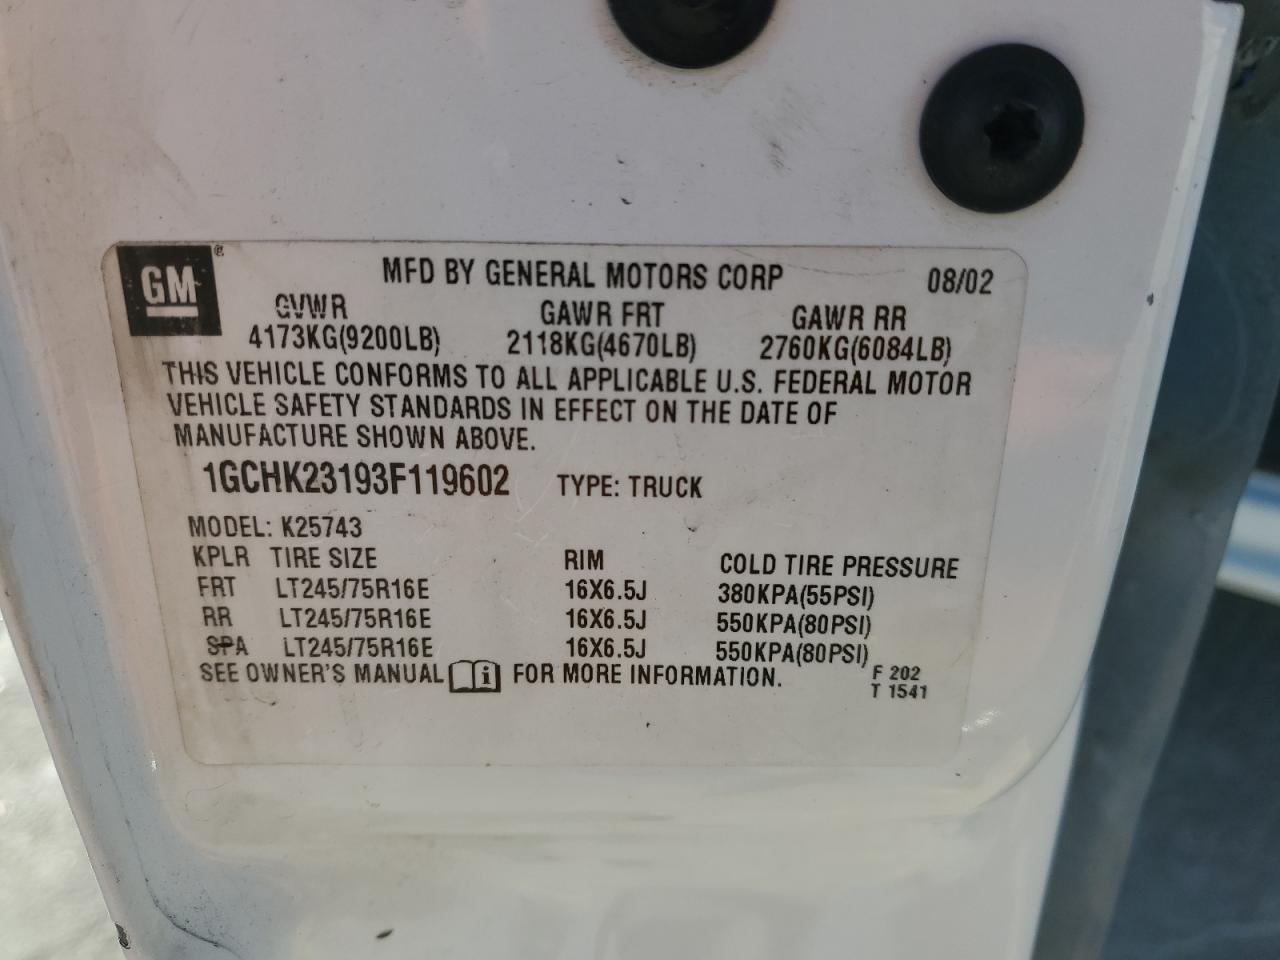 GM ®
MFD BY GENERAL MOTORS CORP 08/02
GVWR GAWR FRT GAWR RR
4173KG(9200LB) 2118KG(4670LB) 2760KG(6084LB)
THIS VEHICLE CONFORMS TO ALL APPLICABLE U.S. FEDERAL MOTOR
VEHICLE SAFETY STANDARDS IN EFFECT ON THE DATE OF
MANUFACTURE SHOWN ABOVE.
1GCHK23193F119602 TYPE: TRUCK
MODEL: K25743
KPLR TIRE SIZE RIM COLD TIRE PRESSURE
FRT LT245/75R16E 16X6.5J 380KPA(55PSI)
RR LT245/75R16E 16X6.5J 550KPA(80PSI)
SPA LT245/75R16E 16X6.5J 550KPA(80PSI)
SEE OWNER'S MANUAL i FOR MORE INFORMATION. F 202
T 1541